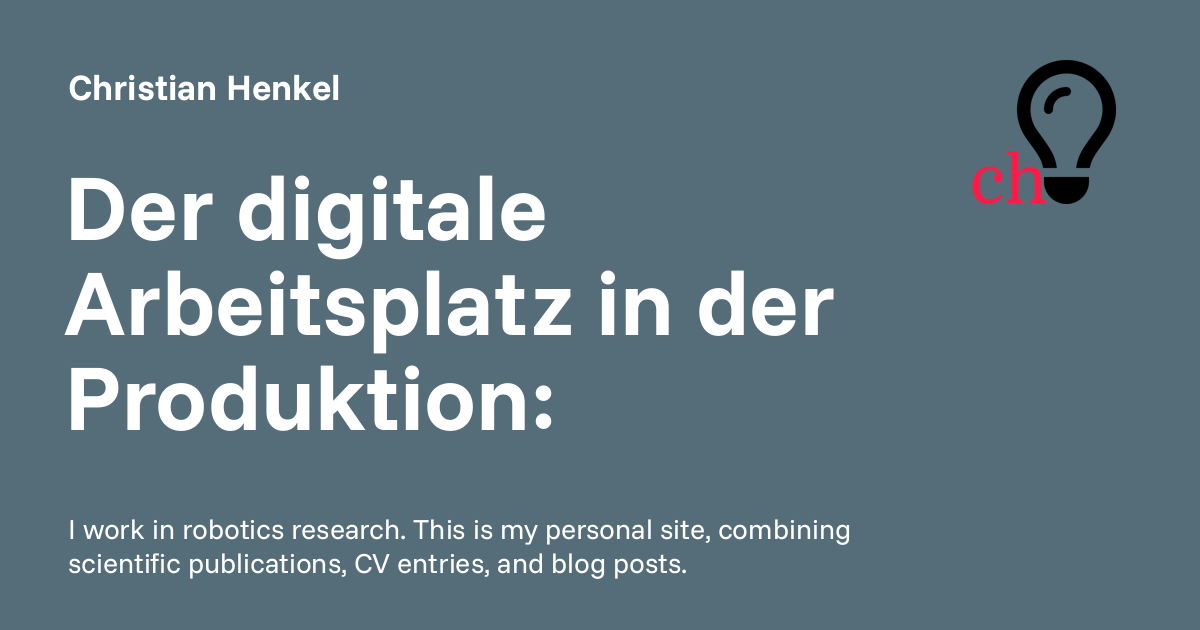 Christian Henkel
ch
Der digitale
Arbeitsplatz in der
Produktion:
I work in robotics research. This is my personal site, combining
scientific publications, CV entries, and blog posts.